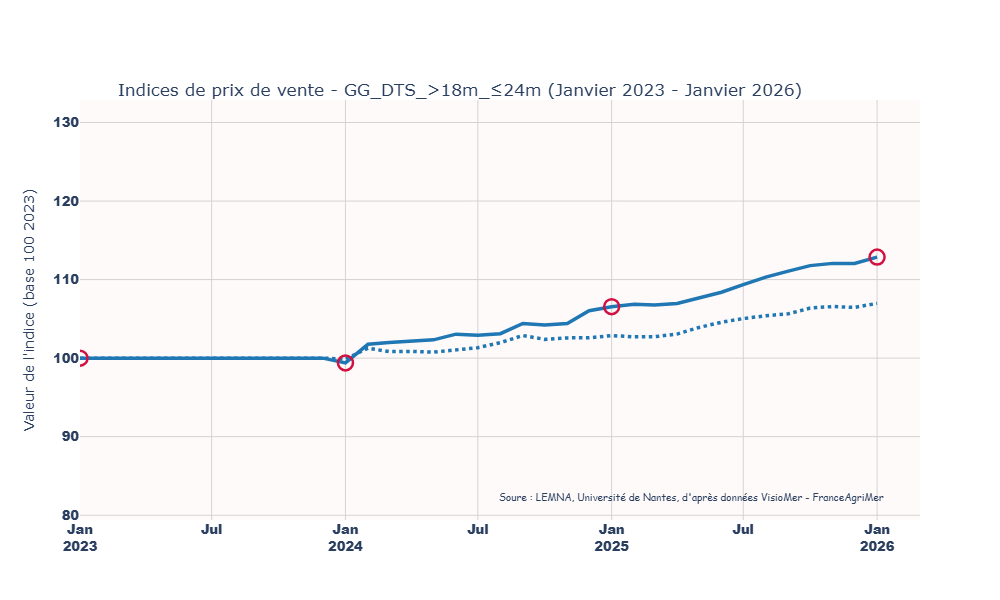 Indices de prix de vente - GG_DTS_>18m_≤24m (Janvier 2023 - Janvier 2026)
Valeur de l'indice (base 100 2023)
130
120
110
100
90
80
Soure : LEMNA, Université de Nantes, d'après données VisioMer - FranceAgriMer
Jan Jul Jan Jul Jan Jul Jan
2023 2024 2025 2026